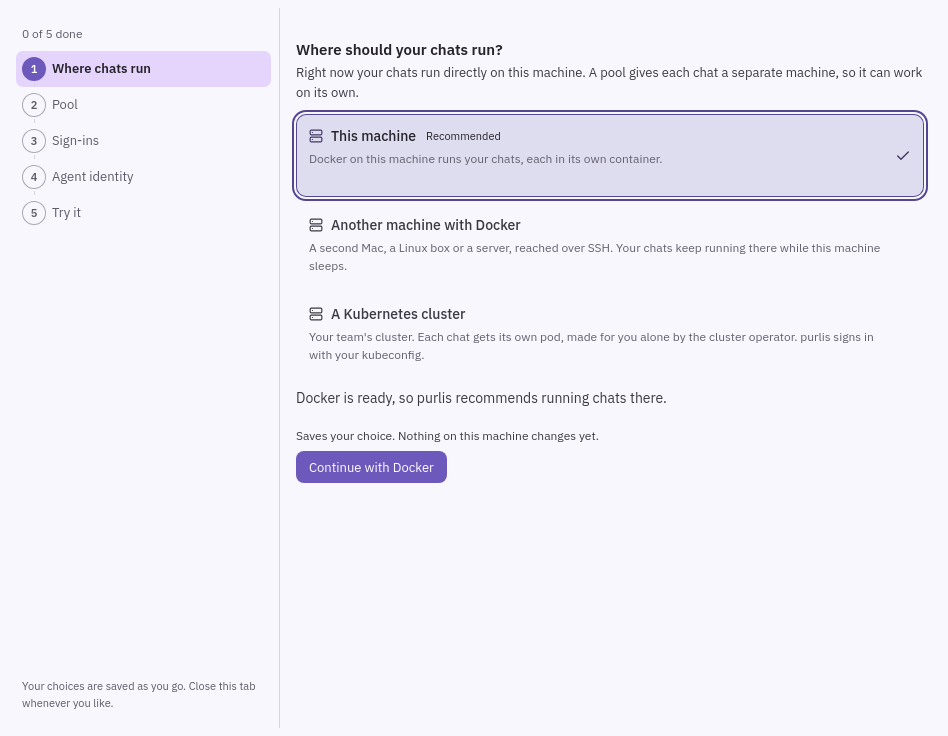 0 of 5 done
1 Where chats run
2 Pool
3 Sign-ins
4 Agent identity
5 Try it
Your choices are saved as you go. Close this tab
whenever you like.
Where should your chats run?
Right now your chats run directly on this machine. A pool gives each chat a separate machine, so it can work
on its own.
This machine Recommended
Docker on this machine runs your chats, each in its own container.
Another machine with Docker
A second Mac, a Linux box or a server, reached over SSH. Your chats keep running there while this machine
sleeps.
A Kubernetes cluster
Your team's cluster. Each chat gets its own pod, made for you alone by the cluster operator. purlis signs in
with your kubeconfig.
Docker is ready, so purlis recommends running chats there.
Saves your choice. Nothing on this machine changes yet.
Continue with Docker